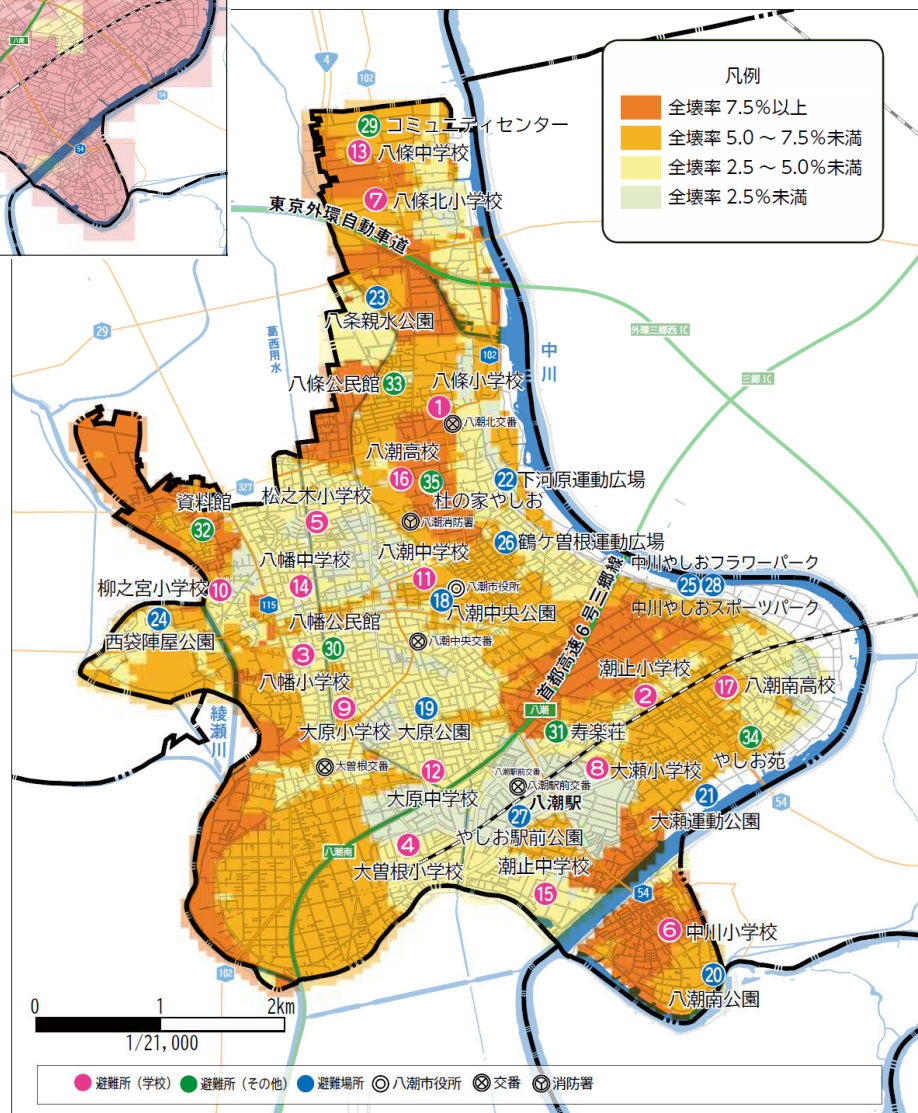 八潮
54
54
凡例
全壊率 7.5%以上
全壊率 5.0 ~ 7.5%未満
全壊率 2.5 ~ 5.0%未満
全壊率 2.5%未満
4
102
29 コミュニティセンター
13 八條中学校
7 八條北小学校
東京外環自動車道
23
八条親水公園
29
葛西用水
102
中川
外環三郷西 IC
三郷 IC
八條公民館 33
八條小学校
1
八潮北交番
八潮高校
16 35
杜の家やしお
22 下河原運動広場
327
資料館
32
松之木小学校
5
八潮消防署
26 鶴ケ曽根運動広場
八幡中学校
14
八潮中学校
11
八潮市役所
18
八潮中央公園
中川やしおフラワーパーク
25 28
中川やしおスポーツパーク
柳之宮小学校 10
115
24
西袋陣屋公園
八幡公民館
3 30
八幡小学校
八潮中央交番
首都高速6号三郷線
潮止小学校
2
17 八潮南高校
綾瀬川
9
大原小学校
19
大原公園
八潮
31 寿楽荘
34
やしお苑
大曽根交番
12
大原中学校
八潮駅前交番
八潮駅前交番
八潮駅
8 大瀬小学校
21
大瀬運動公園
54
27
やしお駅前公園
八潮南
4
大曽根小学校
潮止中学校
15
54
6 中川小学校
20
八潮南公園
102
0 1 2km
1/21,000
避難所（学校） 避難所（その他） 避難場所 八潮市役所 交番 消防署